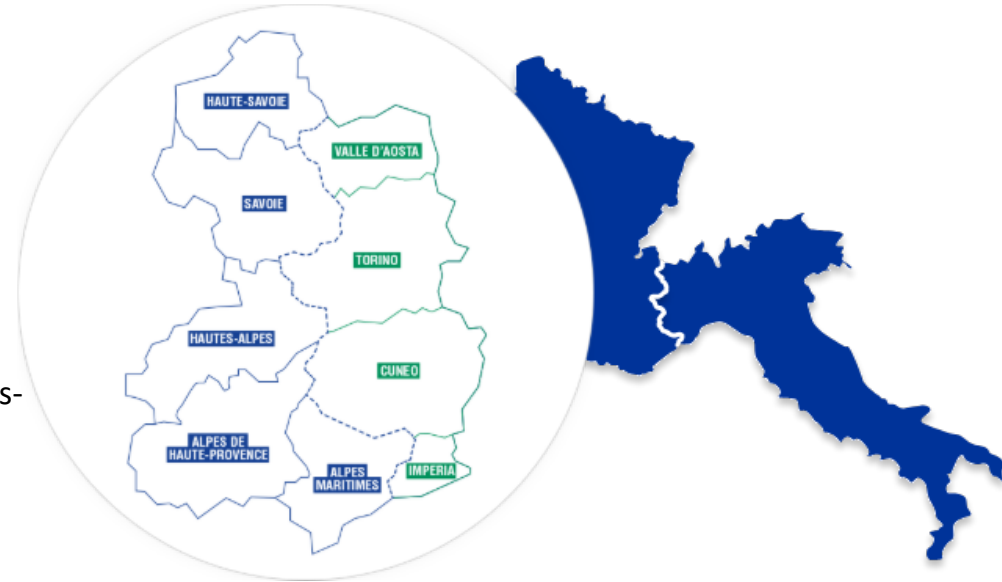 HAUTE-SAVOIE
VALLE D'AOSTA
SAVOIE
TORINO
HAUTES-ALPES
CUNEO
s-
ALPES DE
HAUTE-PROVENCE
ALPES
MARITIMES
IMPERIA